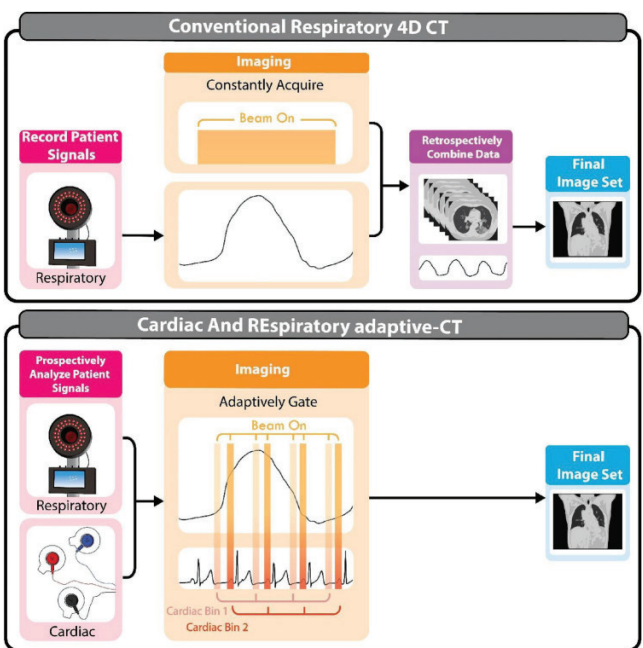 Conventional Respiratory 4D CT
Record Patient
Signals
Respiratory
Imaging
Constantly Acquire
Beam On
Retrospectively
Combine Data
Final
Image Set
Cardiac And REspiratory adaptive-CT
Prospectively
Analyze Patient
Signals
Respiratory
Cardiac
Imaging
Adaptively Gate
Beam On
Cardiac Bin 1
Cardiac Bin 2
Final
Image Set